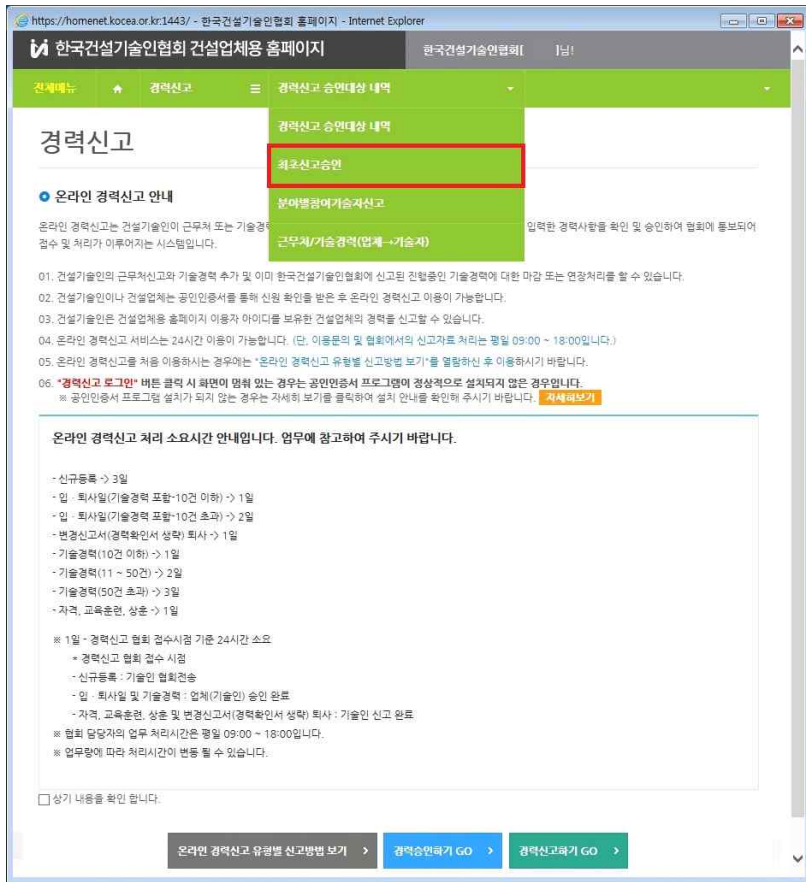 https://homenet.kocea.or.kr:1443/ - 한국건설기술인협회 홈페이지 - Internet Explorer
한국건설기술인협회 건설업체용 홈페이지 한국건설기술인협회[ ]님!
전체메뉴 경력신고 경력신고 승인대상 내역
경력신고 승인대상 내역
경력신고
최초신고승인
온라인 경력신고 안내
분야별참여기술자신고
온라인 경력신고는 건설기술인이 근무처 또는 기술경력 입력한 경력사항을 확인 및 승인하여 협회에 통보되어
근무처/기술경력(업체→기술자)
접수 및 처리가 이루어지는 시스템입니다.
01. 건설기술인의 근무처신고와 기술경력 추가 및 이미 한국건설기술인협회에 신고된 진행중인 기술경력에 대한 마감 또는 연장처리를 할 수 있습니다.
02. 건설기술인이나 건설업체는 공인인증서를 통해 신원 확인을 받은 후 온라인 경력신고 이용이 가능합니다.
03. 건설기술인은 건설업체용 홈페이지 이용자 아이디를 보유한 건설업체의 경력을 신고할 수 있습니다.
04. 온라인 경력신고 서비스는 24시간 이용이 가능합니다. (단, 이용문의 및 협회에서의 신고자료 처리는 평일 09:00 ~ 18:00입니다.)
05. 온라인 경력신고를 처음 이용하시는 경우에는 "온라인 경력신고 유형별 신고방법 보기"를 열람하신 후 이용하시기 바랍니다.
06. "경력신고 로그인" 버튼 클릭 시 화면이 멈춰 있는 경우는 공인인증서 프로그램이 정상적으로 설치되지 않은 경우입니다.
※ 공인인증서 프로그램 설치가 되지 않는 경우는 자세히 보기를 클릭하여 설치 안내를 확인해 주시기 바랍니다. 자세히보기
온라인 경력신고 처리 소요시간 안내입니다. 업무에 참고하여 주시기 바랍니다.
- 신규등록 -> 3일
- 입 · 퇴사일(기술경력 포함-10건 이하) -> 1일
- 입 · 퇴사일(기술경력 포함-10건 초과) -> 2일
- 변경신고서(경력확인서 생략) 퇴사 -> 1일
- 기술경력(10건 이하) -> 1일
- 기술경력(11 ~ 50건) -> 2일
- 기술경력(50건 초과) -> 3일
- 자격, 교육훈련, 상훈 -> 1일
※ 1일 - 경력신고 협회 접수시점 기준 24시간 소요
* 경력신고 협회 접수 시점
- 신규등록 : 기술인 협회전송
- 입 · 퇴사일 및 기술경력 : 업체(기술인) 승인 완료
- 자격, 교육훈련, 상훈 및 변경신고서(경력확인서 생략) 퇴사 : 기술인 신고 완료
※ 협회 담당자의 업무 처리시간은 평일 09:00 ~ 18:00입니다.
※ 업무량에 따라 처리시간이 변동 될 수 있습니다.
상기 내용을 확인 합니다.
온라인 경력신고 유형별 신고방법 보기 > 경력승인하기 GO > 경력신고하기 GO >